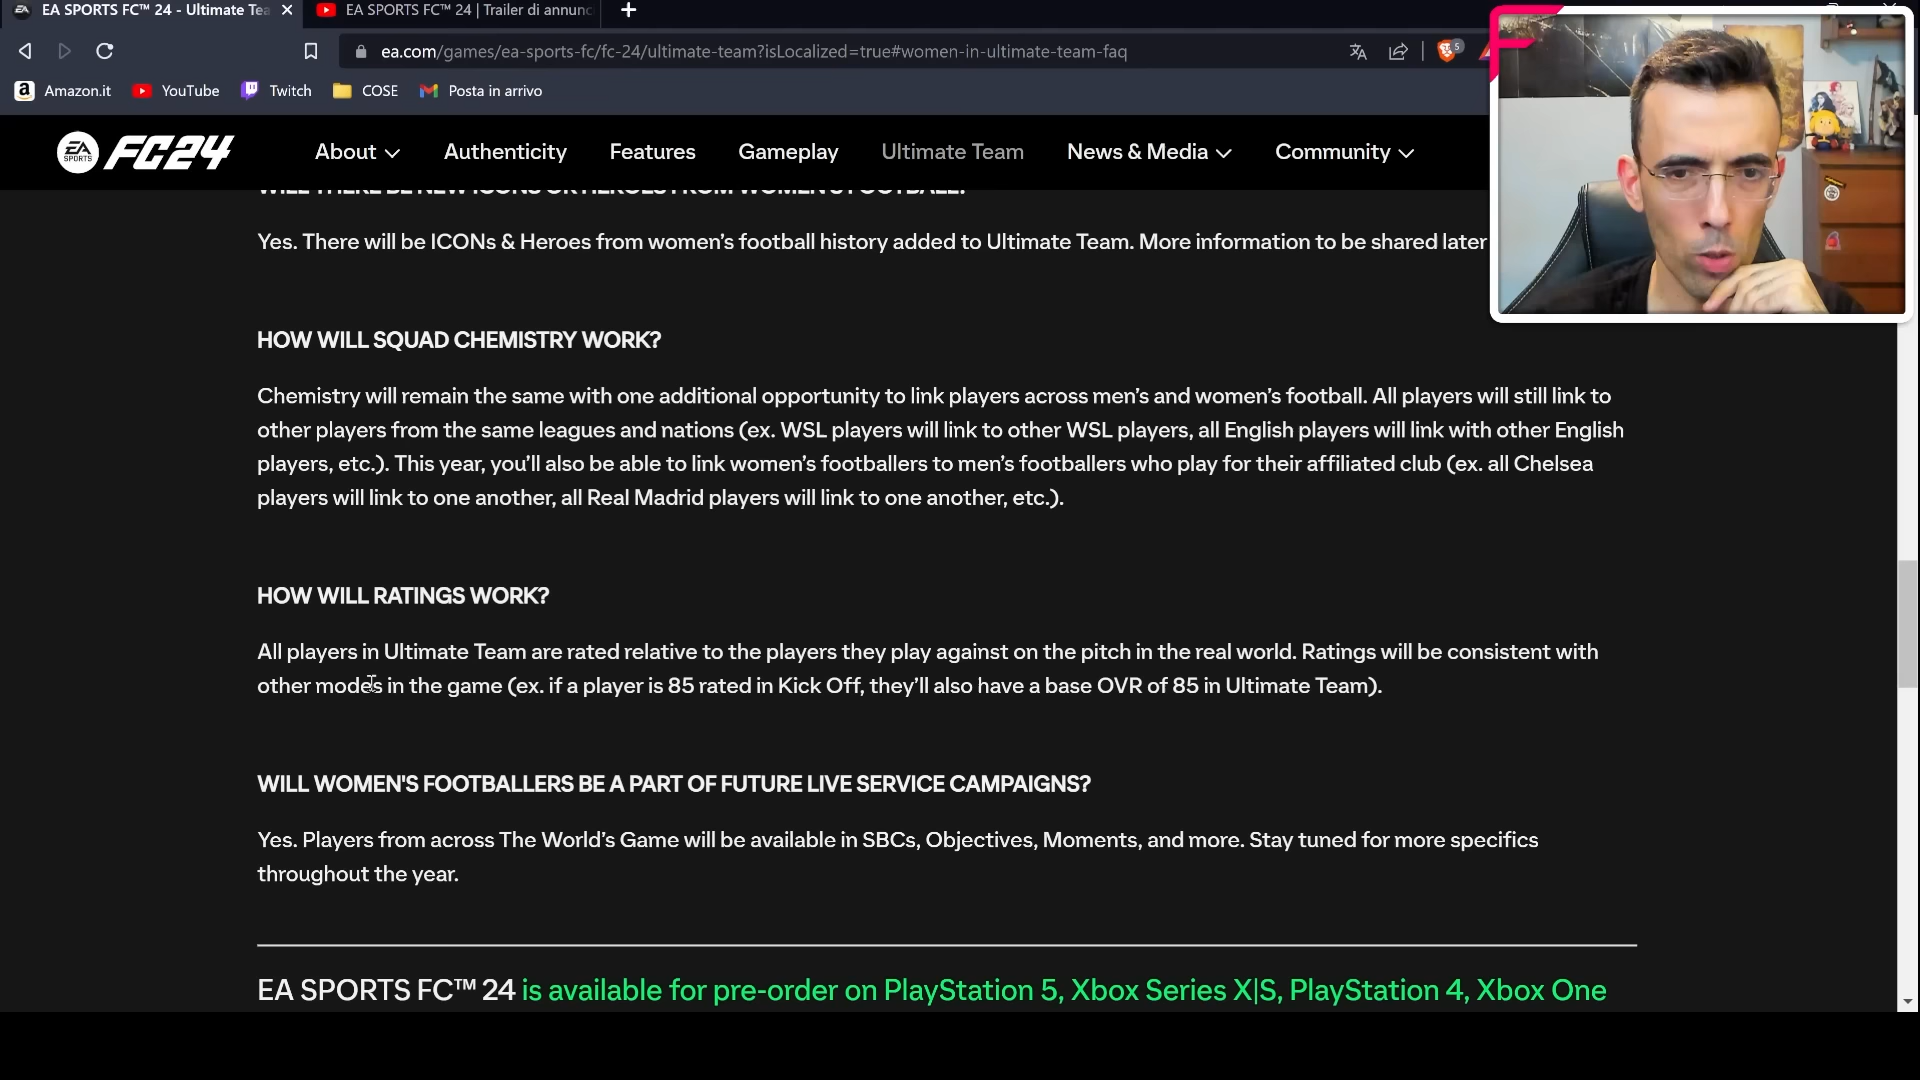 EA SPORTS FC™ 24 - Ultimate Tea
EA SPORTS FC™ 24 | Trailer di annunc
ea.com/games/ea-sports-fc/fc-24/ultimate-team?isLocalized=true#women-in-ultimate-team-faq
5
Amazon.it YouTube Twitch COSE Posta in arrivo
EA SPORTS FC24 About Authenticity Features Gameplay Ultimate Team News & Media Community
WILL THERE BE NEW ICONS OR HEROES FROM WOMEN'S FOOTBALL?
Yes. There will be ICONs & Heroes from women’s football history added to Ultimate Team. More information to be shared later
HOW WILL SQUAD CHEMISTRY WORK?
Chemistry will remain the same with one additional opportunity to link players across men’s and women’s football. All players will still link to
other players from the same leagues and nations (ex. WSL players will link to other WSL players, all English players will link with other English
players, etc.). This year, you’ll also be able to link women’s footballers to men’s footballers who play for their affiliated club (ex. all Chelsea
players will link to one another, all Real Madrid players will link to one another, etc.).
HOW WILL RATINGS WORK?
All players in Ultimate Team are rated relative to the players they play against on the pitch in the real world. Ratings will be consistent with
other modes in the game (ex. if a player is 85 rated in Kick Off, they’ll also have a base OVR of 85 in Ultimate Team).
WILL WOMEN'S FOOTBALLERS BE A PART OF FUTURE LIVE SERVICE CAMPAIGNS?
Yes. Players from across The World’s Game will be available in SBCs, Objectives, Moments, and more. Stay tuned for more specifics
throughout the year.
EA SPORTS FC™ 24 is available for pre-order on PlayStation 5, Xbox Series X|S, PlayStation 4, Xbox One